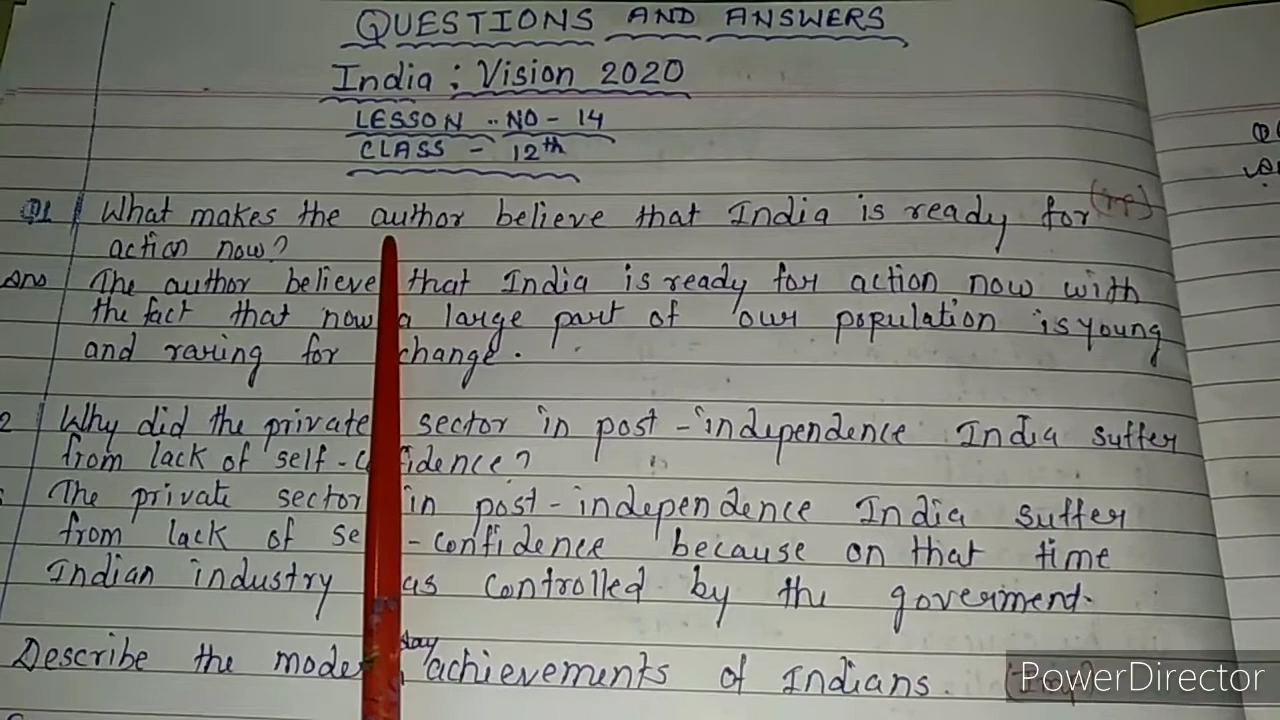 QUESTIONS AND ANSWERS
India : Vision 2020
LESSON NO - 14
CLASS - 12th
Q1 What makes the author believe that India is ready for
action now?
Ans The author believe that India is ready for action now with
the fact that now a large part of our population is young
and raring for change.
2 Why did the private sector in post-independence India suffer
from lack of self-confidence?
The private sector in post-independence India suffer
from lack of se -confidence because on that time
Indian industry as controlled by the goverment.
Describe the moder day achievements of Indians.
PowerDirector